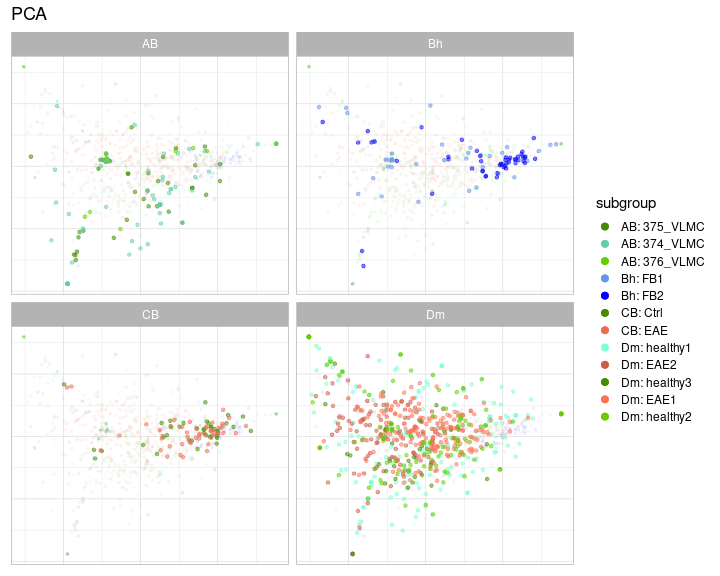 PCA
AB
Bh
CB
Dm
subgroup
AB: 375_VLMC
AB: 374_VLMC
AB: 376_VLMC
Bh: FB1
Bh: FB2
CB: Ctrl
CB: EAE
Dm: healthy1
Dm: EAE2
Dm: healthy3
Dm: EAE1
Dm: healthy2